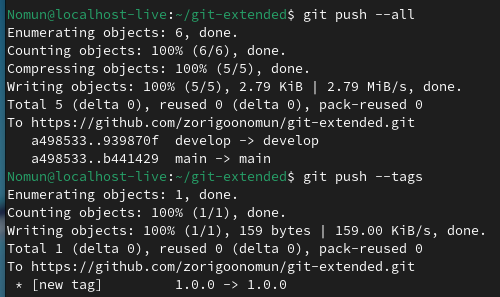 Nomun@localhost-live:~/git-extended$ git push --all
Enumerating objects: 6, done.
Counting objects: 100% (6/6), done.
Compressing objects: 100% (5/5), done.
Writing objects: 100% (5/5), 2.79 KiB | 2.79 MiB/s, done.
Total 5 (delta 0), reused 0 (delta 0), pack-reused 0
To https://github.com/zorigoonomun/git-extended.git
   a498533..939870f  develop -> develop
   a498533..b441429  main -> main
Nomun@localhost-live:~/git-extended$ git push --tags
Enumerating objects: 1, done.
Counting objects: 100% (1/1), done.
Writing objects: 100% (1/1), 159 bytes | 159.00 KiB/s, done.
Total 1 (delta 0), reused 0 (delta 0), pack-reused 0
To https://github.com/zorigoonomun/git-extended.git
 * [new tag]         1.0.0 -> 1.0.0